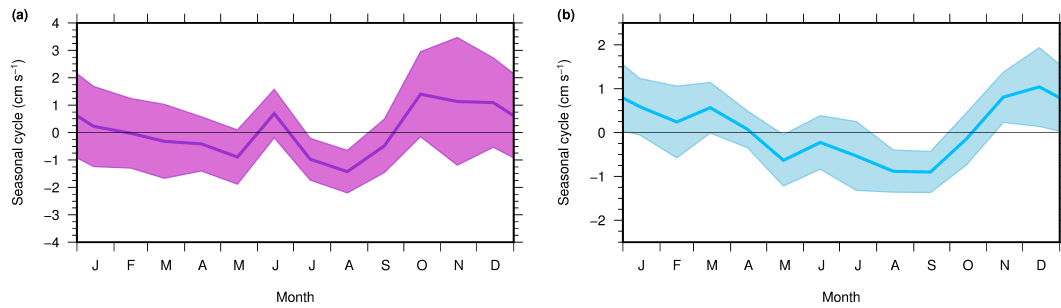 (a)
Seasonal cycle (cm s⁻¹)
4
3
2
1
0
−1
−2
−3
−4
J F M A M J J A S O N D
Month
(b)
Seasonal cycle (cm s⁻¹)
2
1
0
−1
−2
J F M A M J J A S O N D
Month